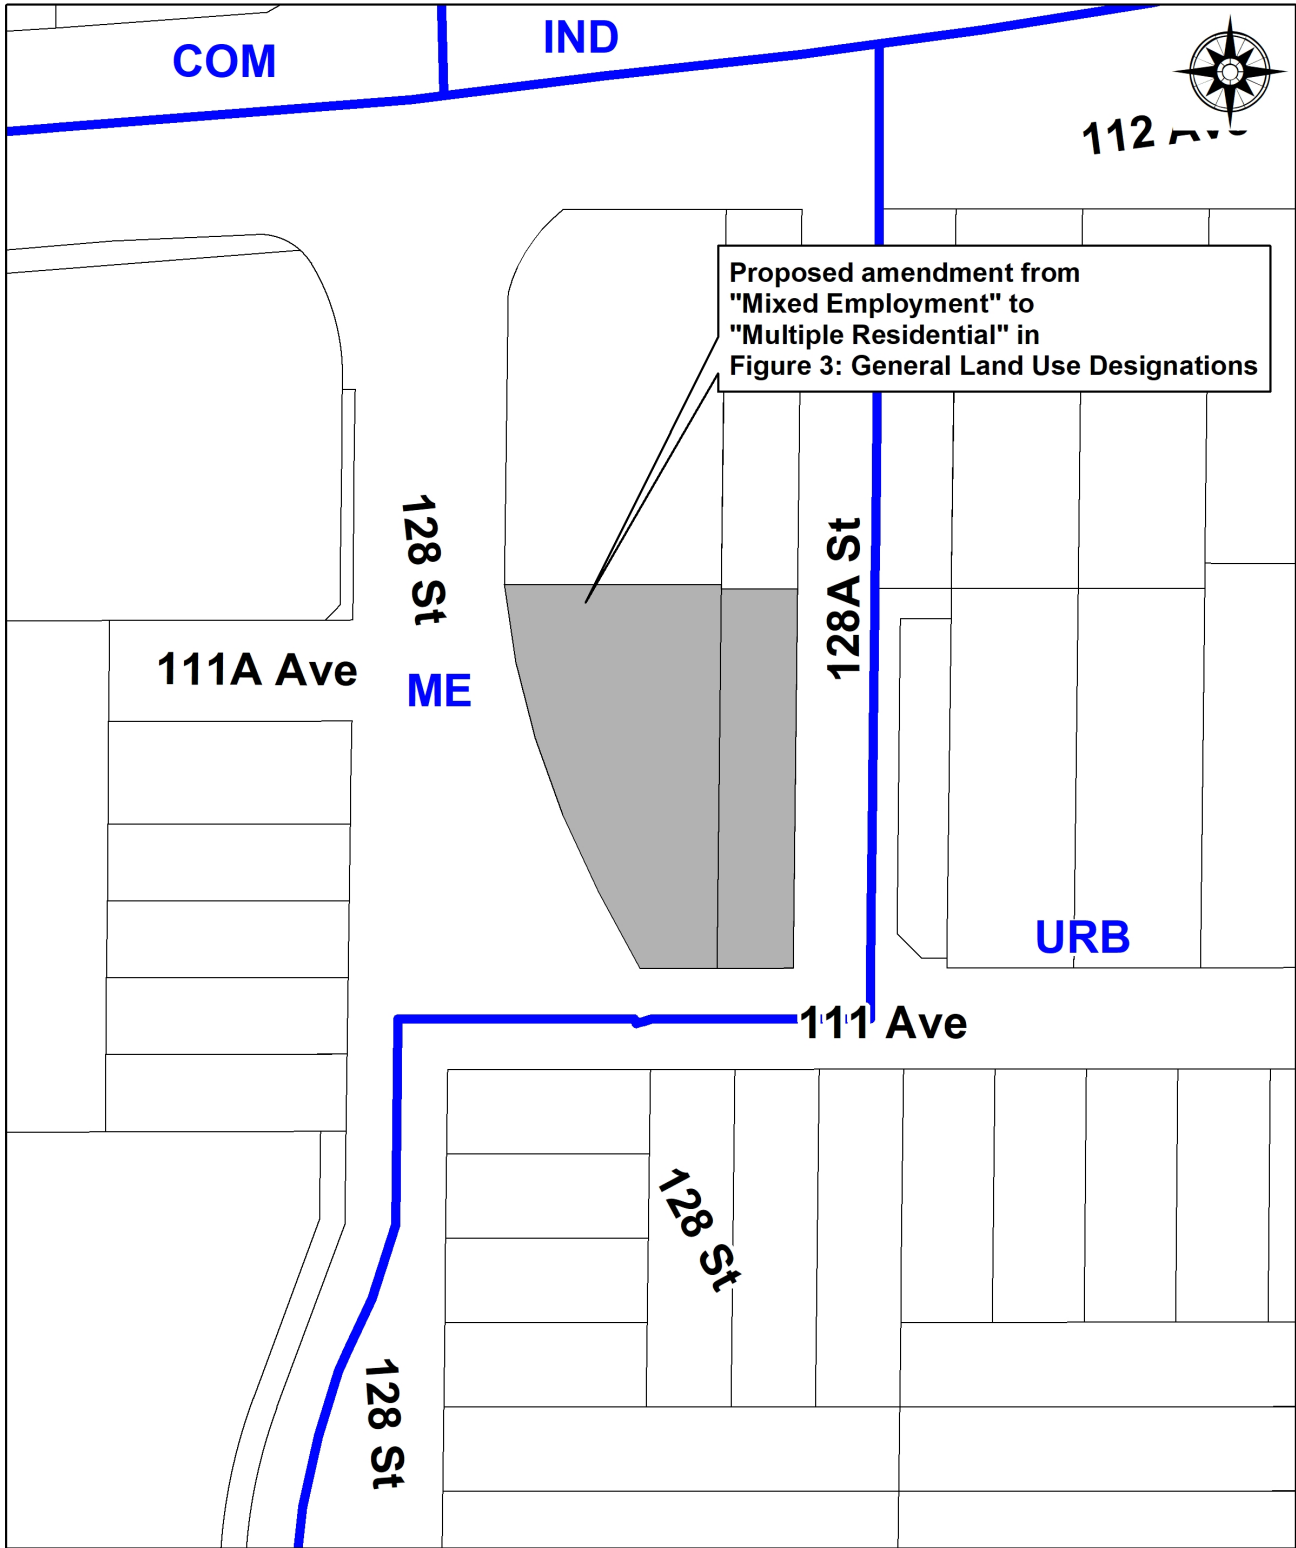 COM
IND
112 Ave
Proposed amendment from
"Mixed Employment" to
"Multiple Residential" in
Figure 3: General Land Use Designations
128 St
128A St
111A Ave
ME
URB
111 Ave
128 St
128 St